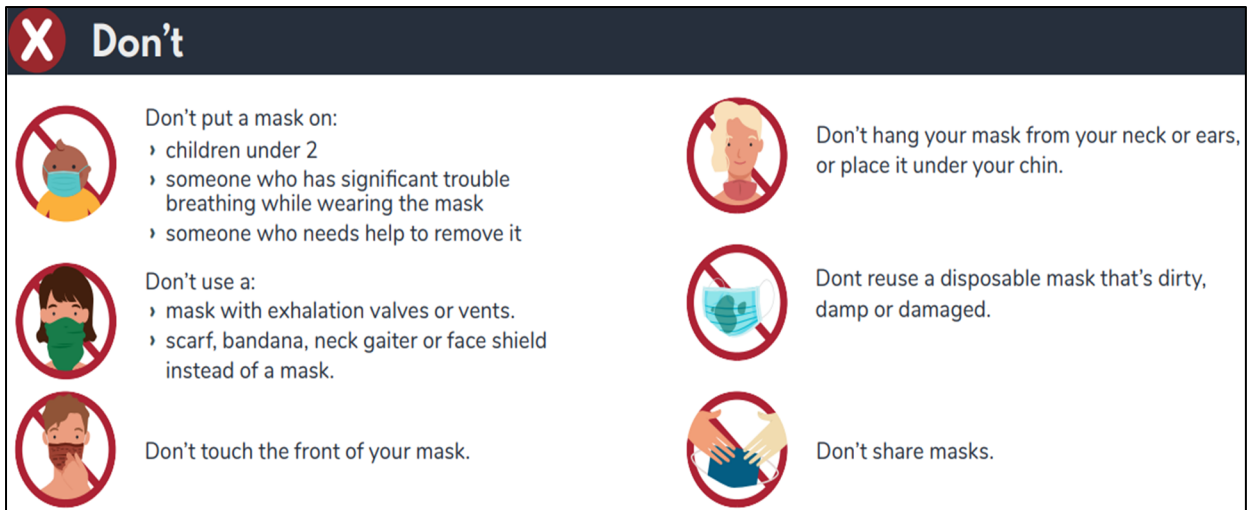 X Don't
Don't put a mask on:
› children under 2
› someone who has significant trouble
breathing while wearing the mask
› someone who needs help to remove it
Don't use a:
› mask with exhalation valves or vents.
› scarf, bandana, neck gaiter or face shield
instead of a mask.
Don't touch the front of your mask.
Don't hang your mask from your neck or ears,
or place it under your chin.
Dont reuse a disposable mask that's dirty,
damp or damaged.
Don't share masks.